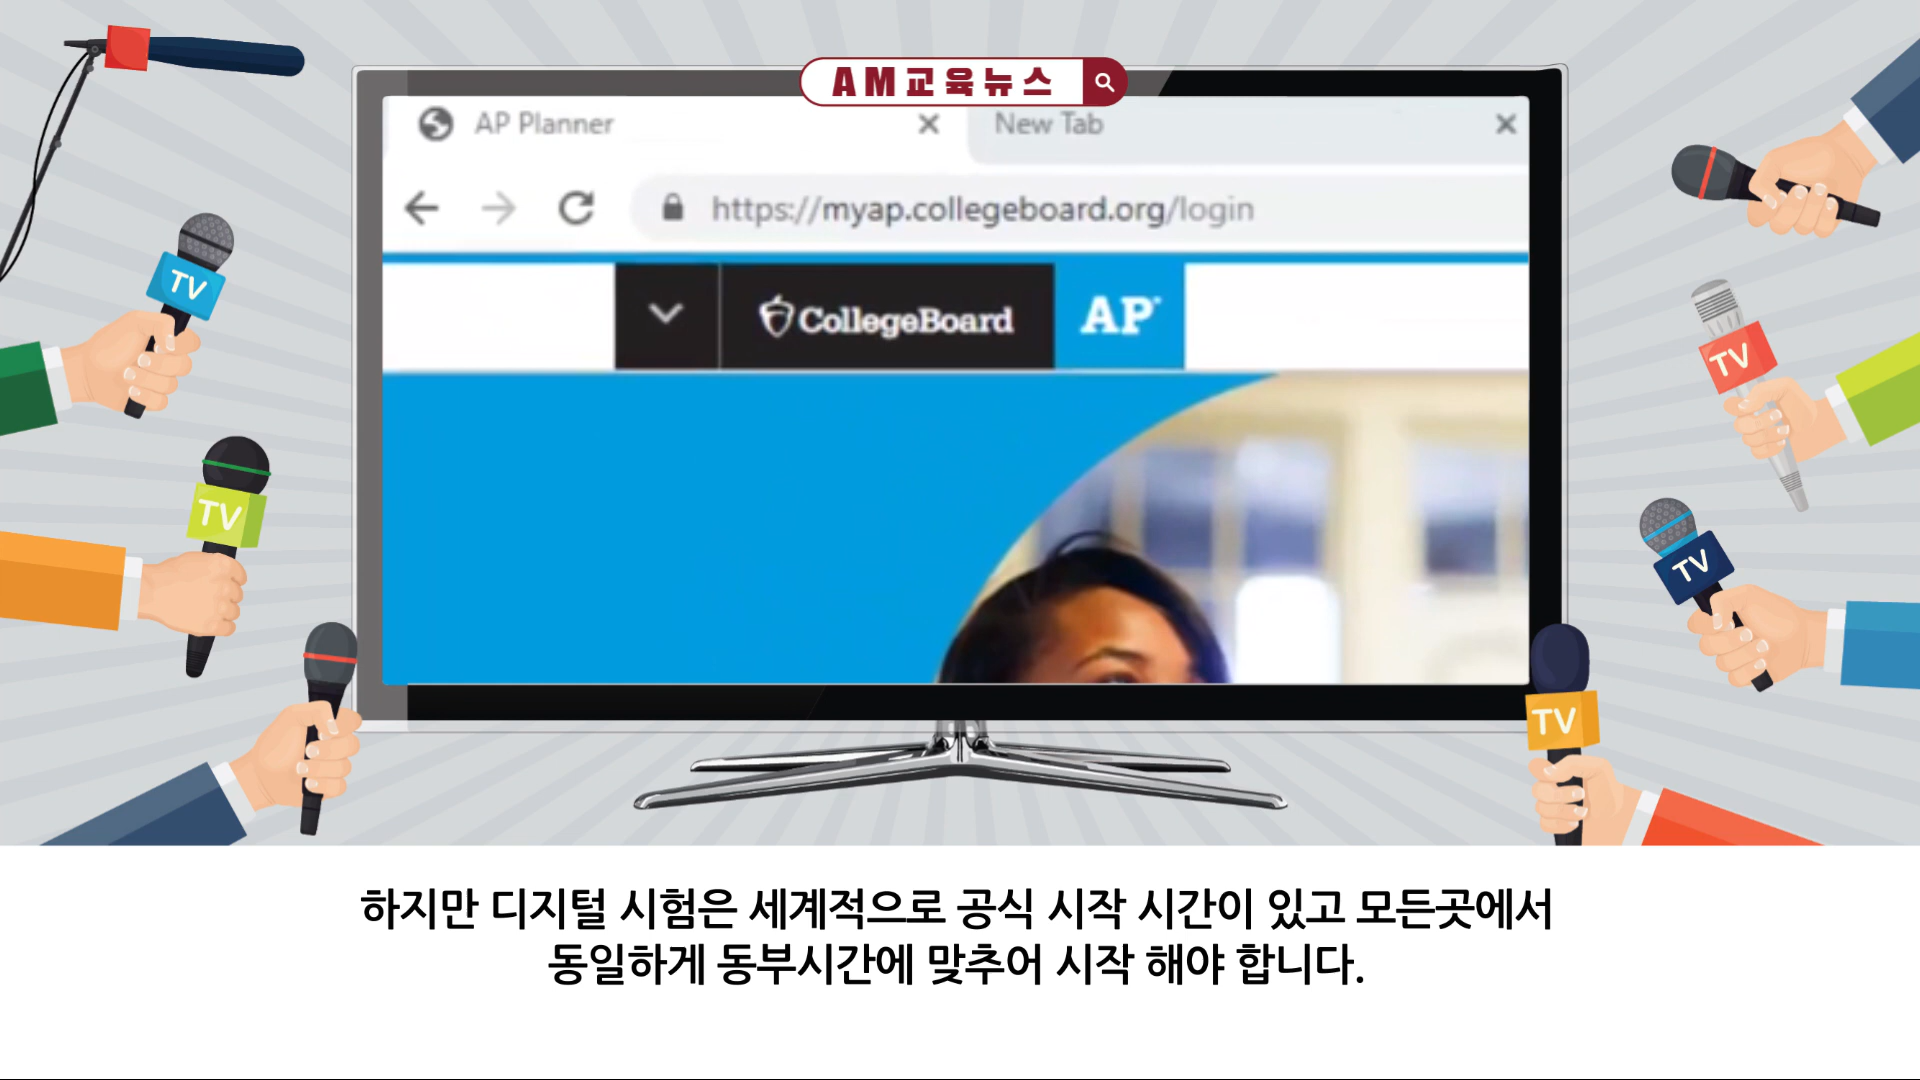 AM교육뉴스
AP Planner
New Tab
https://myap.collegeboard.org/login
CollegeBoard
AP
TV
TV
TV
TV
TV
하지만 디지털 시험은 세계적으로 공식 시작 시간이 있고 모든곳에서
동일하게 동부시간에 맞추어 시작 해야 합니다.